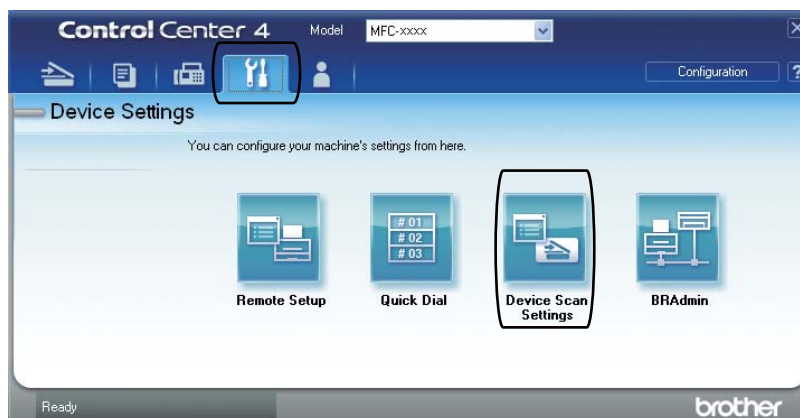 Control Center 4 Model MFC-xxxx
Configuration ?
Device Settings
You can configure your machine's settings from here.
# 01
# 02
# 03
Remote Setup Quick Dial Device Scan BRAdmin
Settings
Ready brother